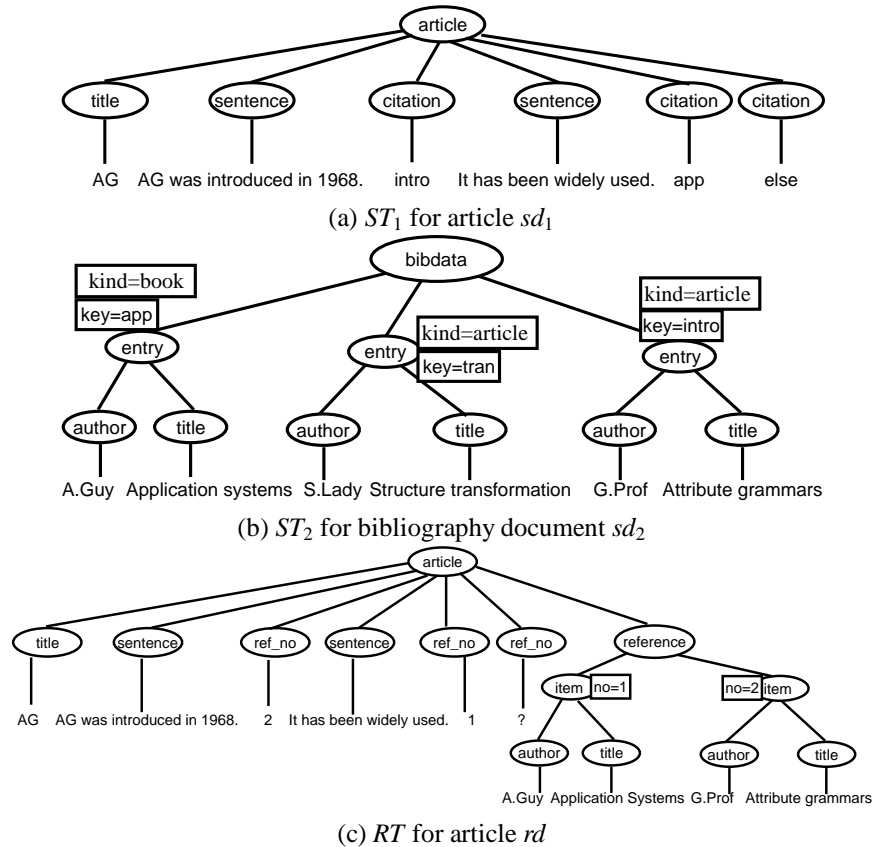 article
title sentence citation sentence citation citation
AG AG was introduced in 1968. intro It has been widely used. app else
(a) ST1 for article sd1
bibdata
kind=book
key=app
entry
kind=article
entry key=tran
kind=article
key=intro
entry
author title author title author title
A.Guy Application systems S.Lady Structure transformation G.Prof Attribute grammars
(b) ST2 for bibliography document sd2
article
title sentence ref_no sentence ref_no ref_no reference
item no=1 no=2 item
AG AG was introduced in 1968. 2 It has been widely used. 1 ?
author title author title
A.Guy Application Systems G.Prof Attribute grammars
(c) RT for article rd